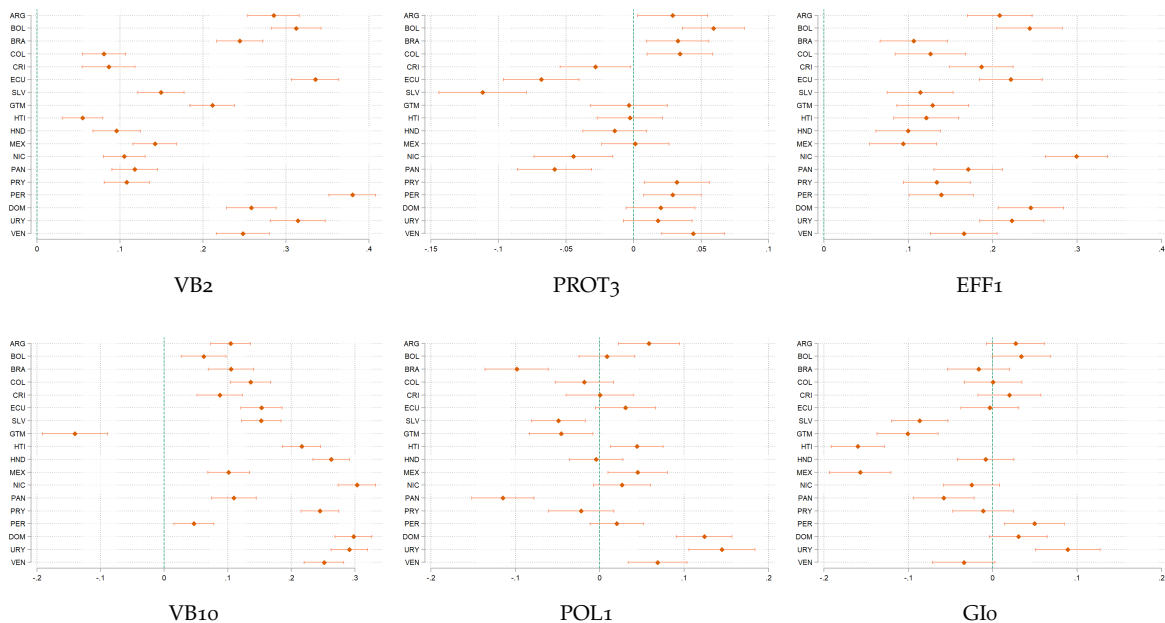 ARG
BOL
BRA
COL
CRI
ECU
SLV
GTM
HTI
HND
MEX
NIC
PAN
PRY
PER
DOM
URY
VEN
0 .1 .2 .3 .4
VB2
ARG
BOL
BRA
COL
CRI
ECU
SLV
GTM
HTI
HND
MEX
NIC
PAN
PRY
PER
DOM
URY
VEN
-.15 -.1 -.05 0 .05 .1
PROT3
ARG
BOL
BRA
COL
CRI
ECU
SLV
GTM
HTI
HND
MEX
NIC
PAN
PRY
PER
DOM
URY
VEN
0 .1 .2 .3 .4
EFF1
ARG
BOL
BRA
COL
CRI
ECU
SLV
GTM
HTI
HND
MEX
NIC
PAN
PRY
PER
DOM
URY
VEN
-.2 -.1 0 .1 .2 .3
VB10
ARG
BOL
BRA
COL
CRI
ECU
SLV
GTM
HTI
HND
MEX
NIC
PAN
PRY
PER
DOM
URY
VEN
-.2 -.1 0 .1 .2
POL1
ARG
BOL
BRA
COL
CRI
ECU
SLV
GTM
HTI
HND
MEX
NIC
PAN
PRY
PER
DOM
URY
VEN
-.2 -.1 0 .1 .2
GI0